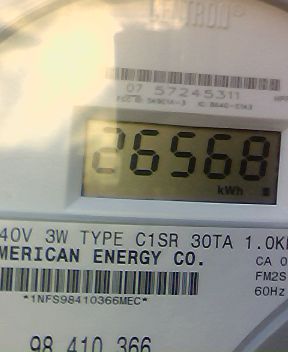 CENTRON®
07 57245311
26568
kWh
40V 3W TYPE C1SR 30TA 1.0K
MERICAN ENERGY CO.
CA 0
FM2S
60Hz
*1NFS98410366MEC*
98 410 366